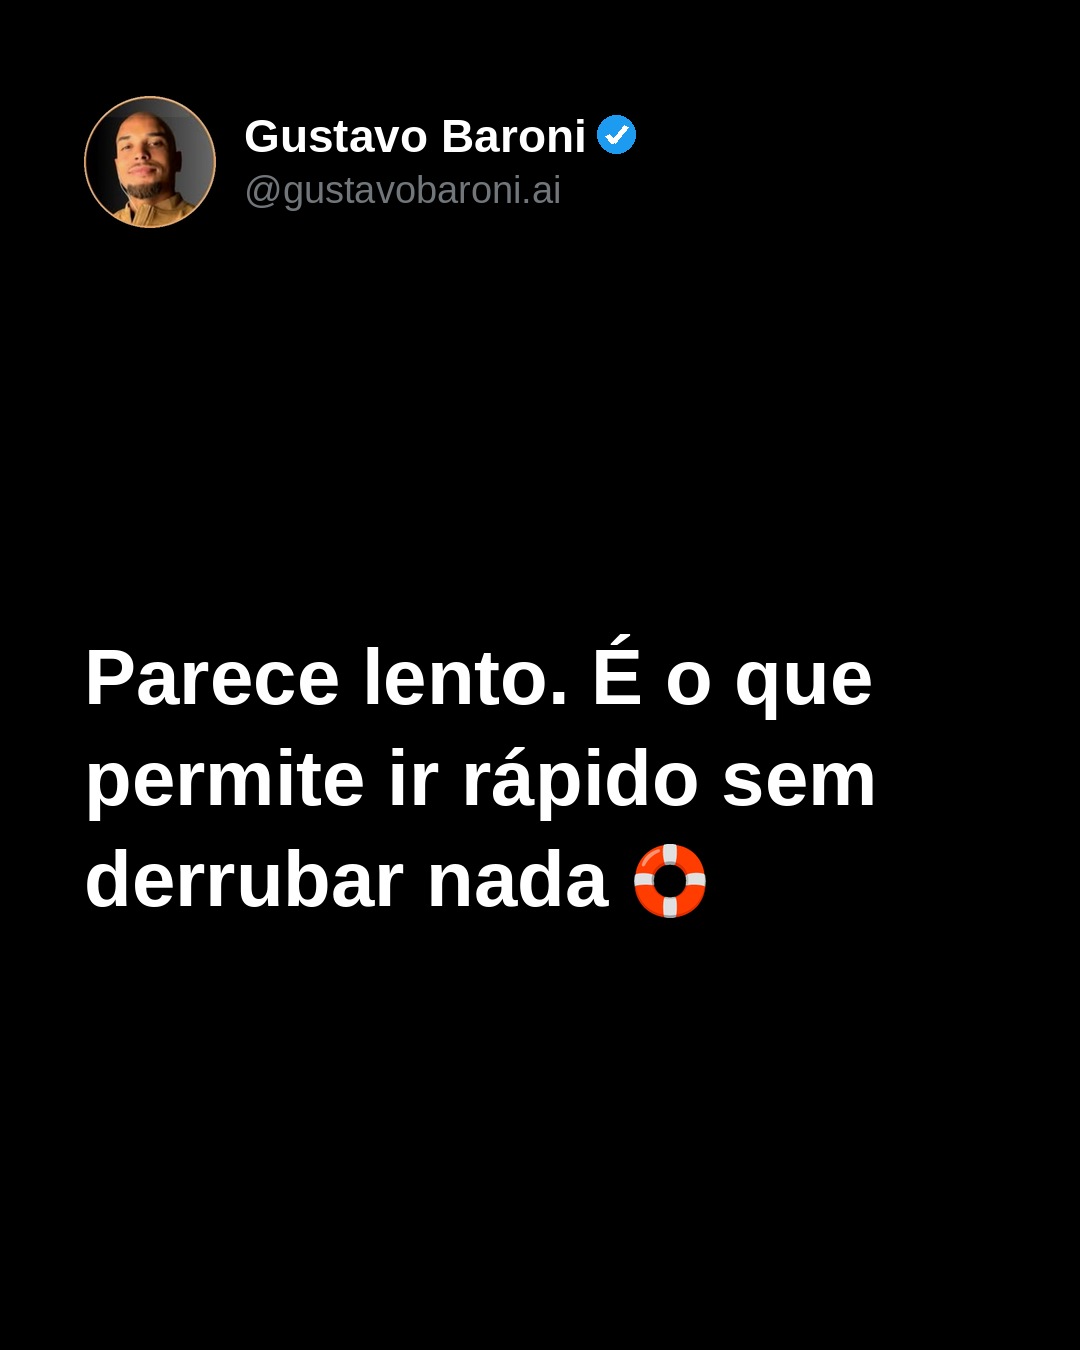 Gustavo Baroni
@gustavobaroni.ai
Parece lento. É o que
permite ir rápido sem
derrubar nada 🛟